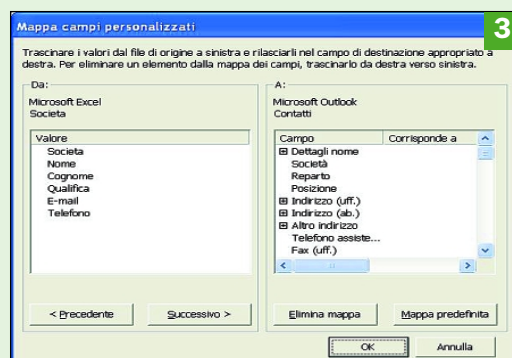 Mappa campi personalizzati
3
Trascinare i valori dal file di origine a sinistra e rilasciarli nel campo di destinazione appropriato a
destra. Per eliminare un elemento dalla mappa dei campi, trascinarlo da destra verso sinistra.
Da:
Microsoft Excel
Societa
Valore
Societa
Nome
Cognome
Qualifica
E-mail
Telefono
< Precedente
Successivo >
A:
Microsoft Outlook
Contatti
Campo Corrisponde a
Dettagli nome
Società
Reparto
Posizione
Indirizzo (uff.)
Indirizzo (ab.)
Altro indirizzo
Telefono assiste...
Fax (uff.)
Elimina mappa
Mappa predefinita
OK
Annulla